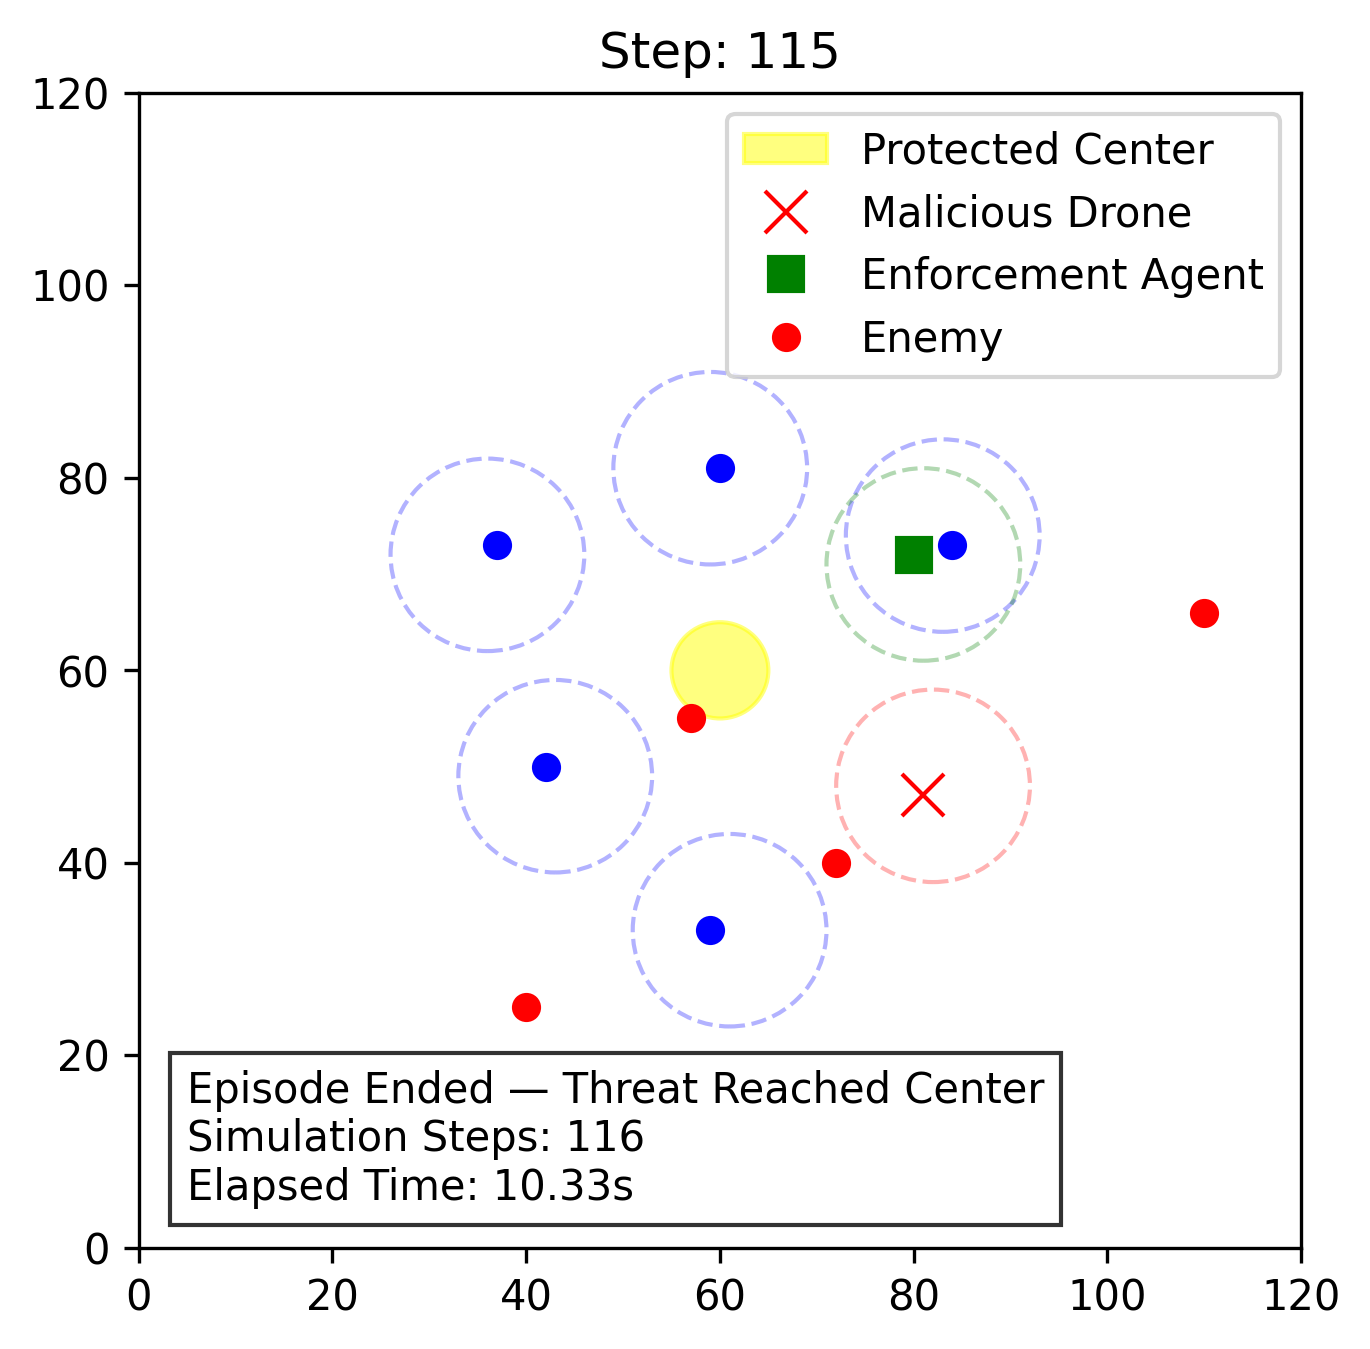 Step: 115
120
100
80
60
40
20
0
0 20 40 60 80 100 120
Protected Center
Malicious Drone
Enforcement Agent
Enemy
Episode Ended — Threat Reached Center
Simulation Steps: 116
Elapsed Time: 10.33s